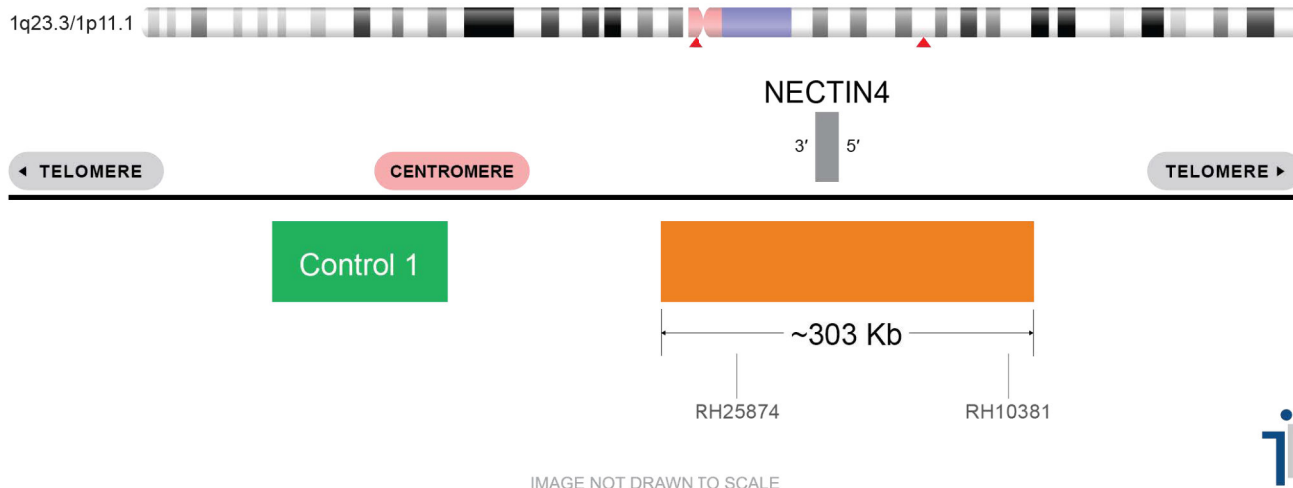 1q23.3/1p11.1
NECTIN4
3′ 5′
◂ TELOMERE
CENTROMERE
TELOMERE ▸
Control 1
~303 Kb
RH25874
RH10381
IMAGE NOT DRAWN TO SCALE